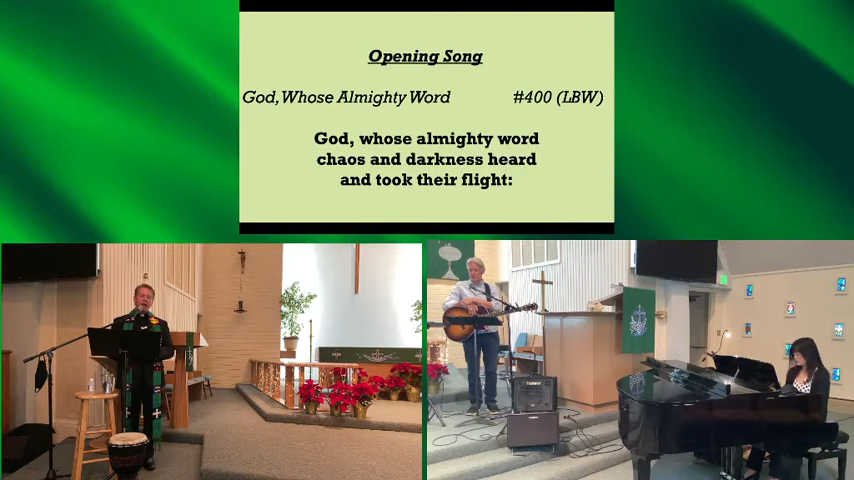 Opening Song
God, Whose Almighty Word #400 (LBW)
God, whose almighty word
chaos and darkness heard
and took their flight:
Roland